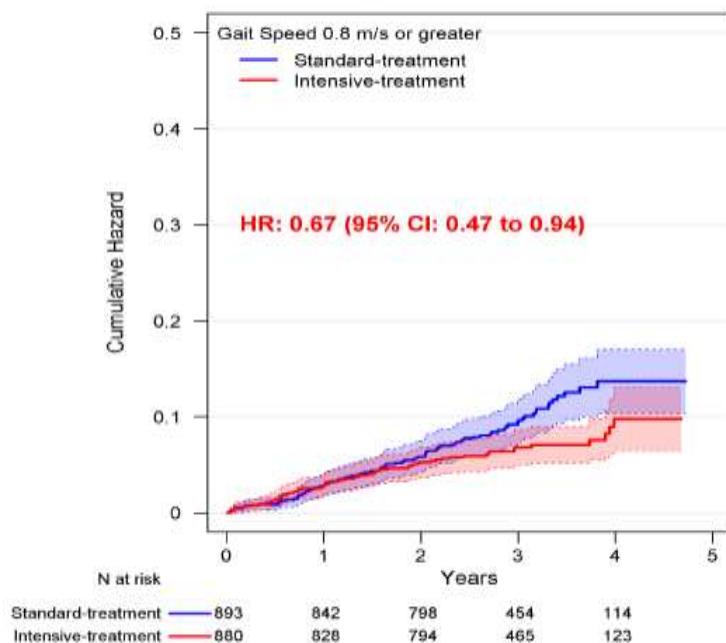 Gait Speed 0.8 m/s or greater
Standard-treatment
Intensive-treatment
HR: 0.67 (95% CI: 0.47 to 0.94)
Cumulative Hazard
0.5
0.4
0.3
0.2
0.1
0
0 1 2 3 4 5
Years
N at risk
Standard-treatment 893 842 798 454 114
Intensive-treatment 880 828 794 465 123